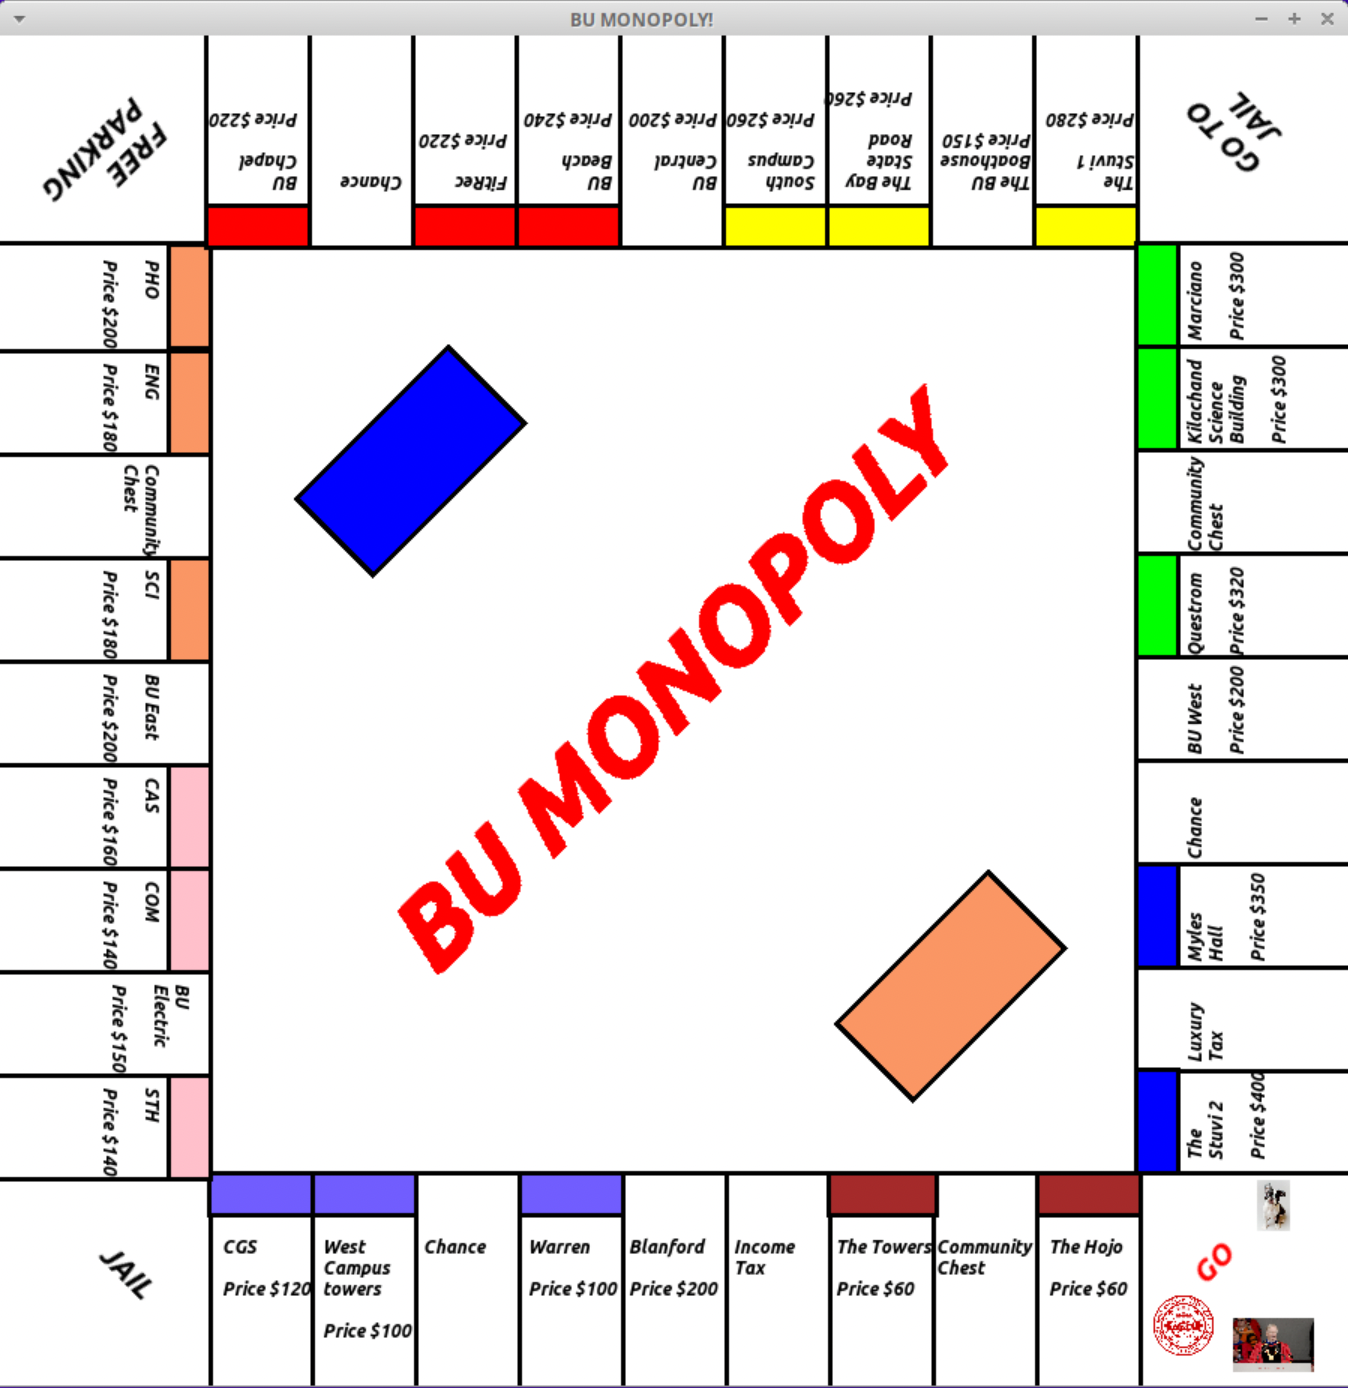 BU MONOPOLY!
FREE
PARKING
BU
Chapel
Price $220
Chance
FitRec
Price $220
BU
Beach
Price $240
BU
Central
Price $200
South
Campus
Price $260
The Bay
State
Road
Price $260
The BU
Boathouse
Price $150
The
Stuvi 1
Price $280
GO TO
JAIL
PHO
Price $200
ENG
Price $180
Community
Chest
SCI
Price $180
BU East
Price $200
CAS
Price $160
COM
Price $140
BU
Electric
Price $150
STH
Price $140
BU MONOPOLY
Marciano
Price $300
Kilachand
Science
Building
Price $300
Community
Chest
Questrom
Price $320
BU West
Price $200
Chance
Myles
Hall
Price $350
Luxury
Tax
The
Stuvi 2
Price $400
JAIL
CGS
Price $120
West
Campus
towers
Price $100
Chance
Warren
Price $100
Blanford
Price $200
Income
Tax
The Towers
Price $60
Community
Chest
The Hojo
Price $60
GO